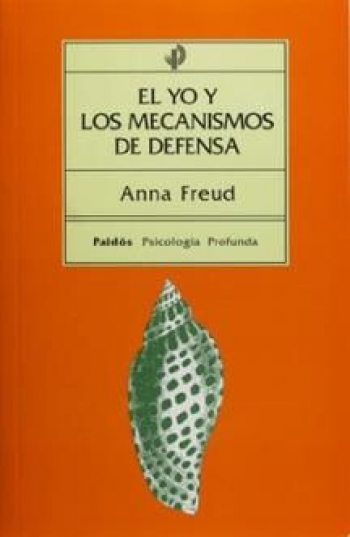 EL YO Y
LOS MECANISMOS
DE DEFENSA
Anna Freud
Paidós Psicología Profunda